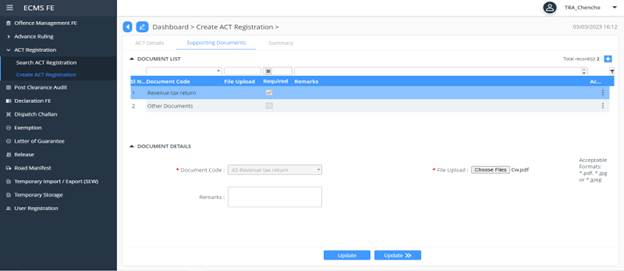 ECMS FE
TRA_Chencho
Offence Management FE
Advance Ruling
ACT Registration
Search ACT Registration
Create ACT Registration
Post Clearance Audit
Declaration FE
Dispatch Challan
Exemption
Letter of Guarantee
Release
Road Manifest
Temporary Import / Export (SEW)
Temporary Storage
User Registration
Dashboard > Create ACT Registration >
03/03/2023 16:12
ACT Details Supporting Documents Summary
DOCUMENT LIST
Total record(s) 2
Sl N... Document Code File Upload Required Remarks Ac...
1 Revenue tax return
2 Other Documents
DOCUMENT DETAILS
* Document Code : 43-Revenue tax return
* File Upload : Choose Files Cw.pdf
Acceptable
Formats:
*.pdf, *.jpg
or *.jpeg
Remarks :
Update Update